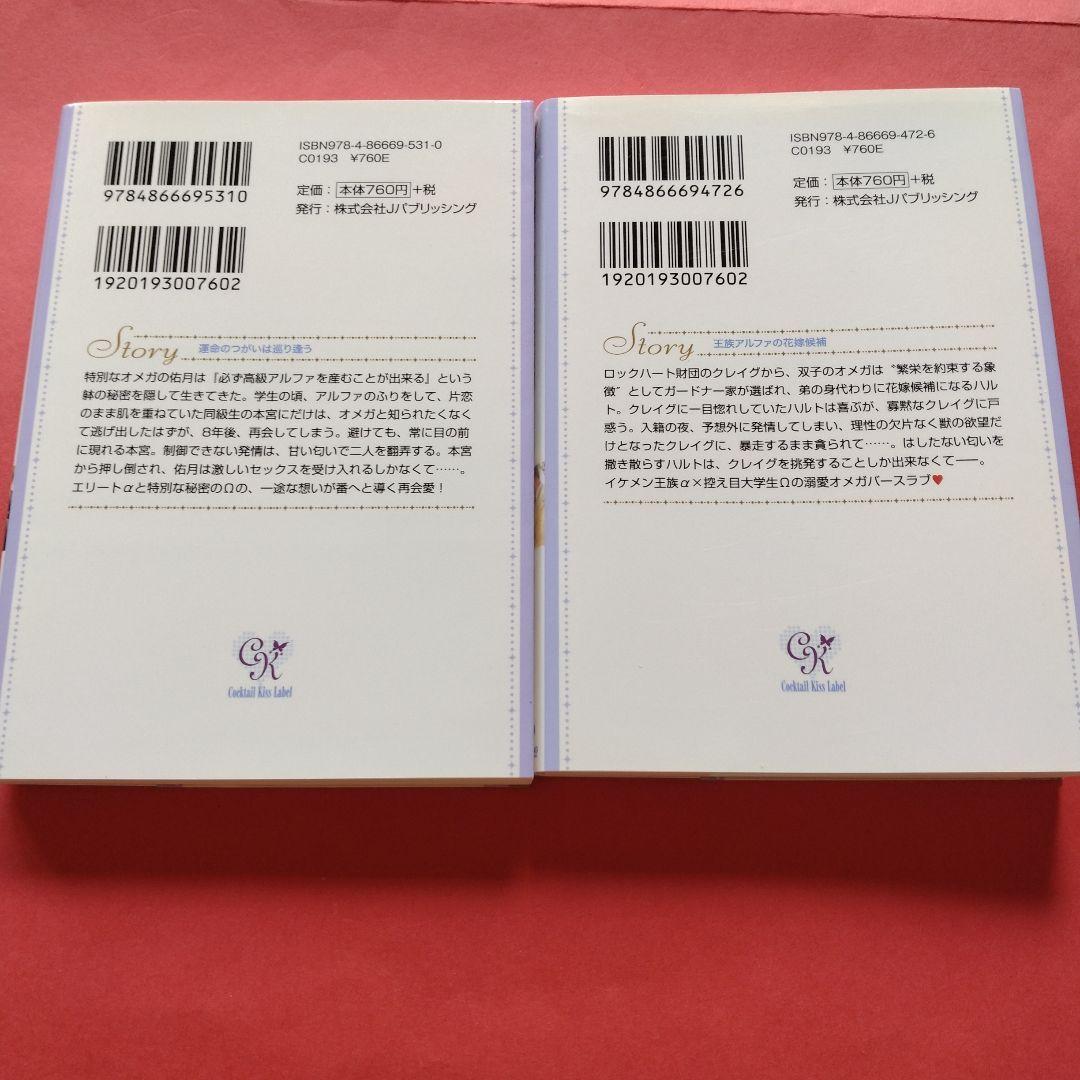 ISBN978-4-86669-531-0
C0193 ¥760E
9784866695310
定価：本体760円+税
発行：株式会社Jパブリッシング
1920193007602
Story 運命のつがいは巡り逢う
特別なオメガの佑月は『必ず高級アルファを産むことが出来る』という
躰の秘密を隠して生きてきた。学生の頃、アルファのふりをして、片恋
のまま肌を重ねていた同級生の本宮にだけは、オメガと知られたくなく
て逃げ出したはずが、8年後、再会してしまう。避けても、常に目の前
に現れる本宮。制御できない発情は、甘い匂いで二人を翻弄する。本宮
から押し倒され、佑月は激しいセックスを受け入れるしかなくて……。
エリートαと特別な秘密のΩの、一途な想いが番へと導く再会愛！
CK
Cocktail Kiss Label
ISBN978-4-86669-472-6
C0193 ¥760E
9784866694726
定価：本体760円+税
発行：株式会社Jパブリッシング
1920193007602
Story 王族アルファの花嫁候補
ロックハート財団のクレイグから、双子のオメガは〝繁栄を約束する象
徴〟としてガードナー家が選ばれ、弟の身代わりに花嫁候補になるハル
ト。クレイグに一目惚れしていたハルトは喜ぶが、寡黙なクレイグに戸
惑う。入籍の夜、予想外に発情してしまい、理性の欠片なく獣の欲望だ
けとなったクレイグに、暴走するまま貪られて……。はしたない匂いを
撒き散らすハルトは、クレイグを挑発することしか出来なくて──。
イケメン王族α×控え目大学生Ωの溺愛オメガバースラブ♥
CK
Cocktail Kiss Label